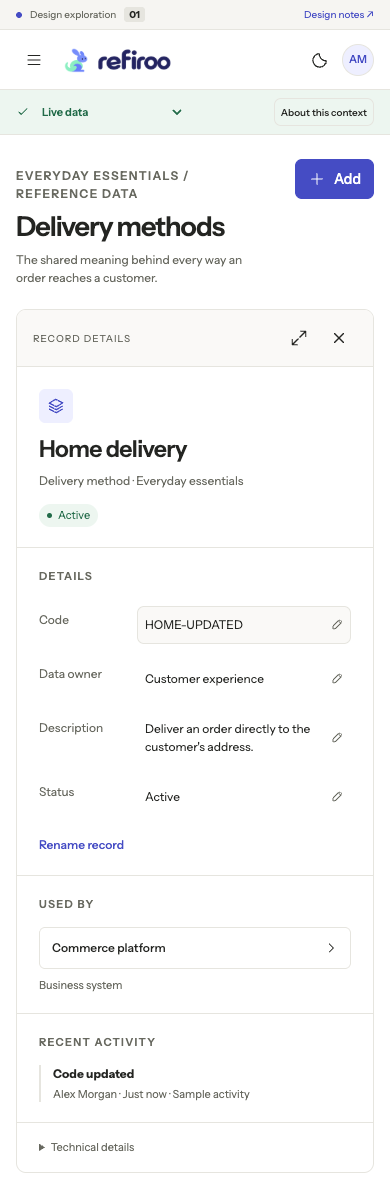 Design exploration 01 Design notes ↗
refiroo AM
Live data About this context
EVERYDAY ESSENTIALS /
REFERENCE DATA
Add
Delivery methods
The shared meaning behind every way an
order reaches a customer.
RECORD DETAILS
Home delivery
Delivery method · Everyday essentials
Active
DETAILS
Code HOME-UPDATED
Data owner Customer experience
Description Deliver an order directly to the
customer's address.
Status Active
Rename record
USED BY
Commerce platform
Business system
RECENT ACTIVITY
Code updated
Alex Morgan · Just now · Sample activity
Technical details